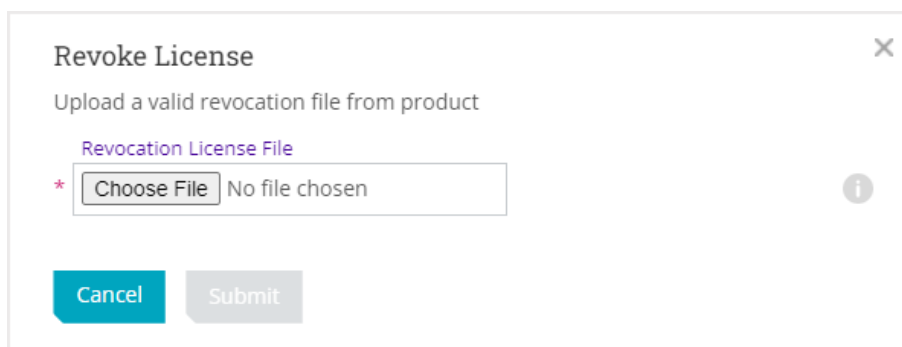 Revoke License
Upload a valid revocation file from product
Revocation License File
* Choose File No file chosen
Cancel Submit